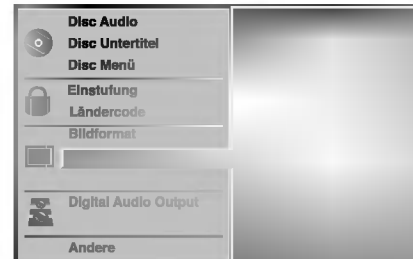 Disc Audio
Disc Untertitel
Disc Menü
Einstufung
Ländercode
Bildformat
Digital Audio Output
Andere